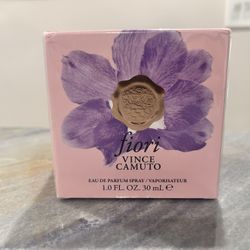 fiori
VINCE
CAMUTO
EAU DE PARFUM SPRAY / VAPORISATEUR
1.0 FL. OZ. 30 mL ℮